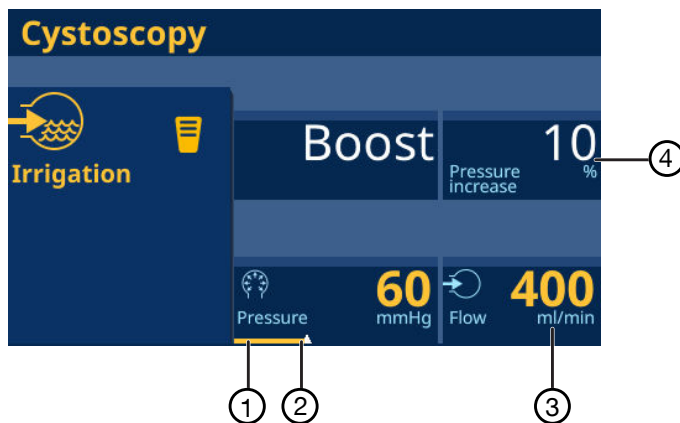 Cystoscopy
Irrigation
Boost
10
%
Pressure
increase
4
Pressure
60
mmHg
Flow
400
ml/min
1
2
3